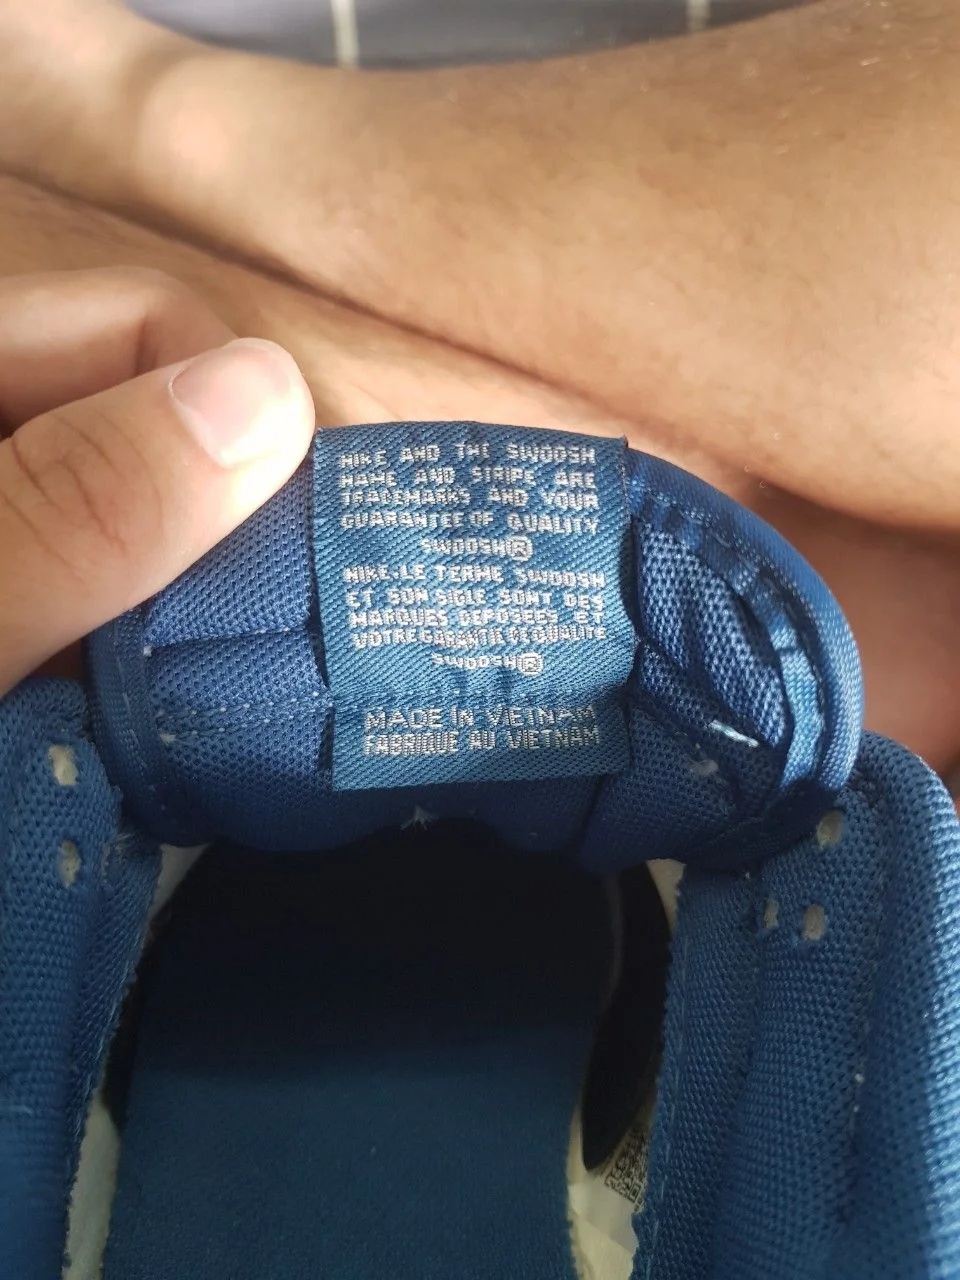 NIKE AND THE SWOOSH
NAME AND STRIPE ARE
TRADEMARKS AND YOUR
GUARANTEE OF QUALITY
SWOOSH®
NIKE.LE TERME SWOOSH
ET SON SIGLE SONT DES
MARQUES DEPOSEES ET
VOTRE GARANTIE DE QUALITE
SWOOSH®
MADE IN VIETNAM
FABRIQUE AU VIETNAM